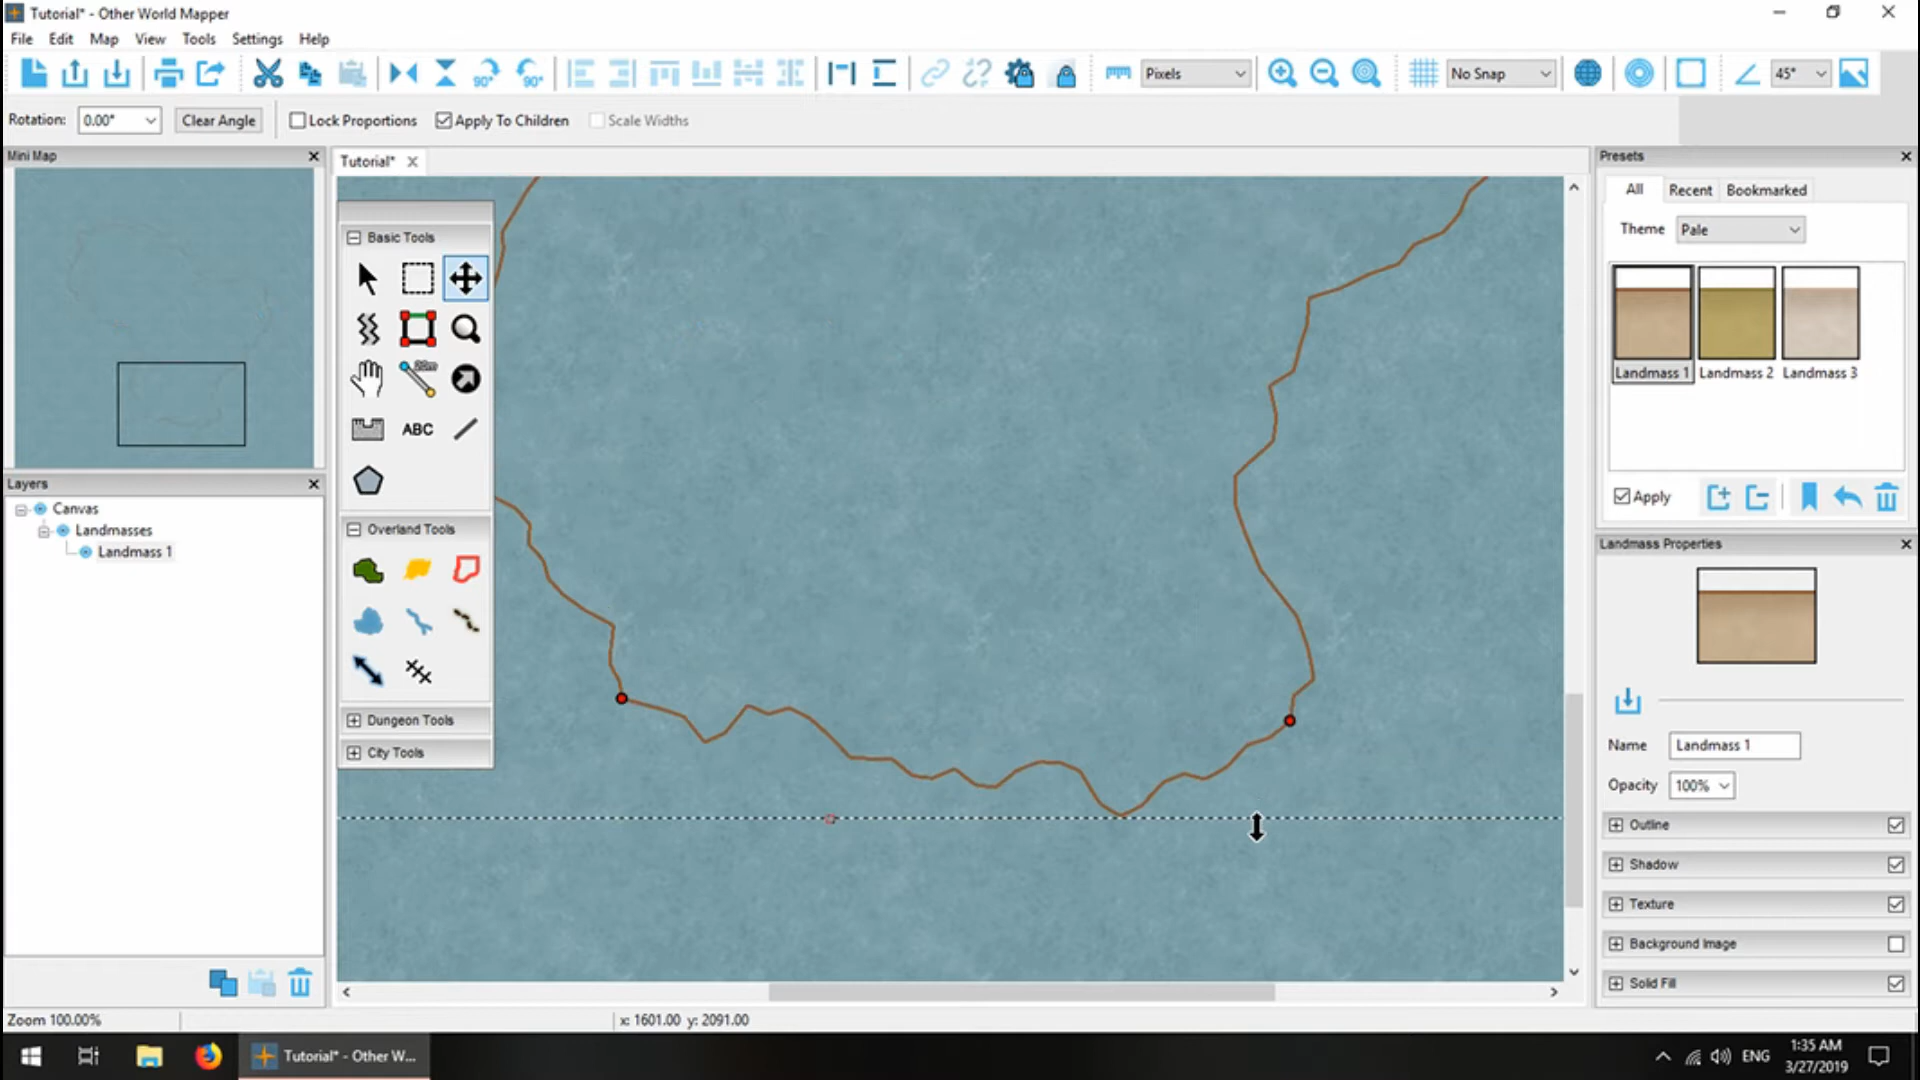 Tutorial* - Other World Mapper
File Edit Map View Tools Settings Help
90° 90° Pixels No Snap 45°
Rotation: 0.00° Clear Angle Lock Proportions Apply To Children Scale Widths
Mini Map
Tutorial*
Presets
All Recent Bookmarked
Theme Pale
Landmass 1 Landmass 2 Landmass 3
Apply
Basic Tools
ABC
Overland Tools
Dungeon Tools
City Tools
Layers
Canvas
Landmasses
Landmass 1
Landmass Properties
Name Landmass 1
Opacity 100%
Outline
Shadow
Texture
Background Image
Solid Fill
Zoom 100.00% x: 1601.00 y: 2091.00
Tutorial* - Other W... ENG 1:35 AM
3/27/2019